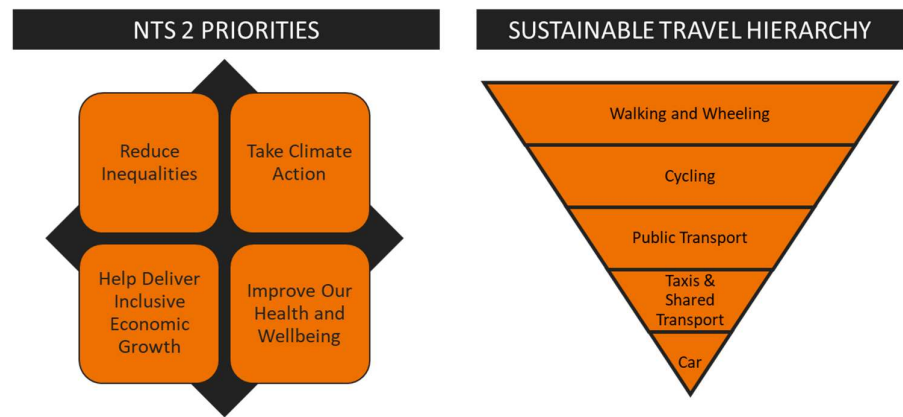 NTS 2 PRIORITIES
Reduce
Inequalities
Take Climate
Action
Help Deliver
Inclusive
Economic
Growth
Improve Our
Health and
Wellbeing
SUSTAINABLE TRAVEL HIERARCHY
Walking and Wheeling
Cycling
Public Transport
Taxis &
Shared
Transport
Car